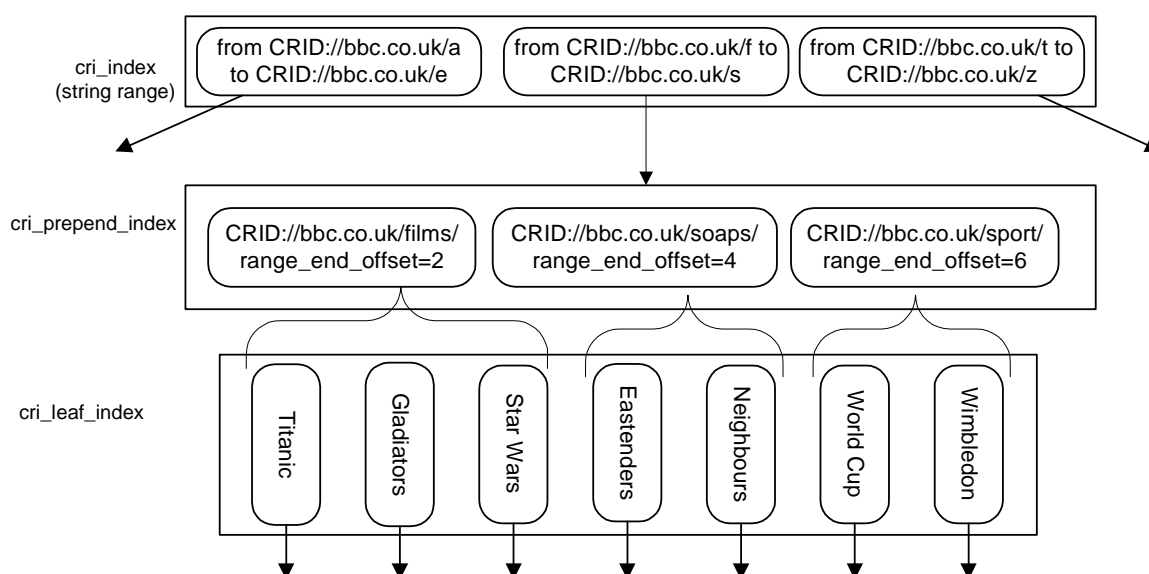 from CRID://bbc.co.uk/a
to CRID://bbc.co.uk/e
from CRID://bbc.co.uk/f to
CRID://bbc.co.uk/s
from CRID://bbc.co.uk/t to
CRID://bbc.co.uk/z
cri_index
(string range)
cri_prepend_index
CRID://bbc.co.uk/films/
range_end_offset=2
CRID://bbc.co.uk/soaps/
range_end_offset=4
CRID://bbc.co.uk/sport/
range_end_offset=6
cri_leaf_index
Titanic
Gladiators
Star Wars
Eastenders
Neighbours
World Cup
Wimbledon